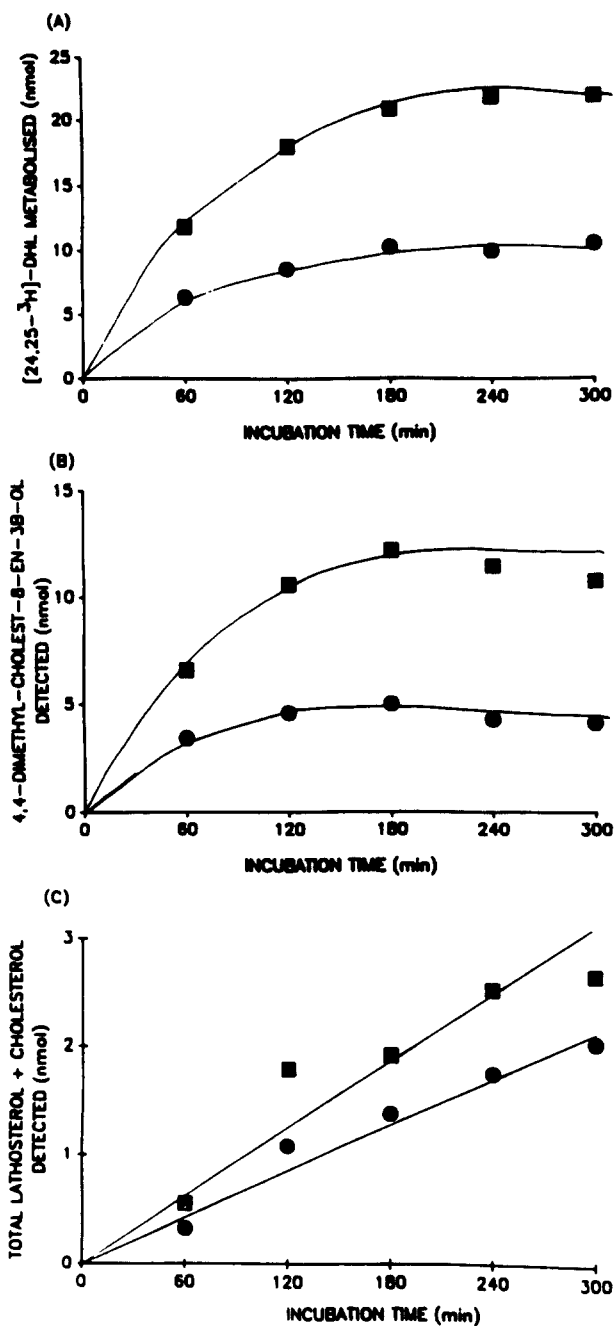 (A)
25
20
15
10
5
0
[24,25-³H]-DHL METABOLISED (nmol)
0 60 120 180 240 300
INCUBATION TIME (min)
(B)
15
10
5
0
4,4-DIMETHYL-CHOLEST-8-EN-3B-OL
DETECTED (nmol)
0 60 120 180 240 300
INCUBATION TIME (min)
(C)
3
2
1
0
TOTAL LATHOSTEROL + CHOLESTEROL
DETECTED (nmol)
0 60 120 180 240 300
INCUBATION TIME (min)